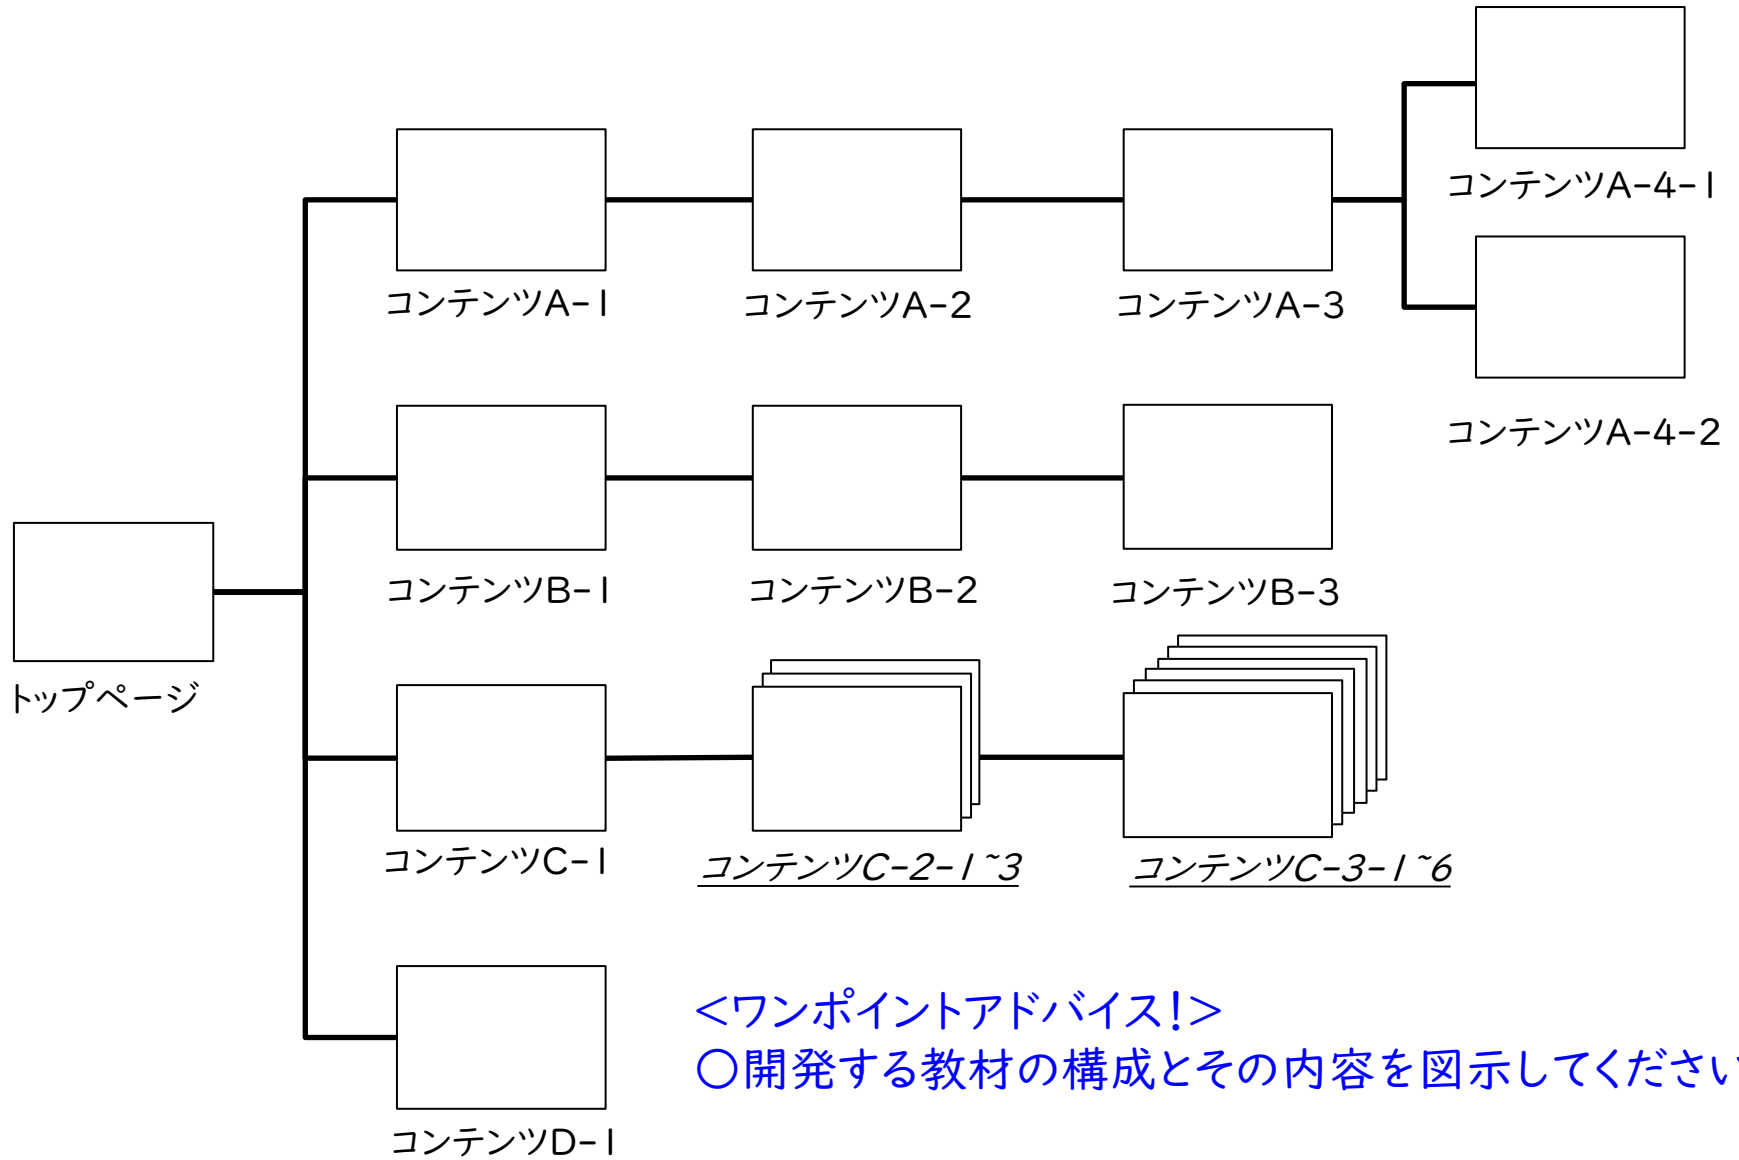 コンテンツA-4-1
コンテンツA-1
コンテンツA-2
コンテンツA-3
コンテンツA-4-2
コンテンツB-1
コンテンツB-2
コンテンツB-3
トップページ
コンテンツC-1
コンテンツC-2-1~3
コンテンツC-3-1~6
<ワンポイントアドバイス!>
○開発する教材の構成とその内容を図示してください
コンテンツD-1